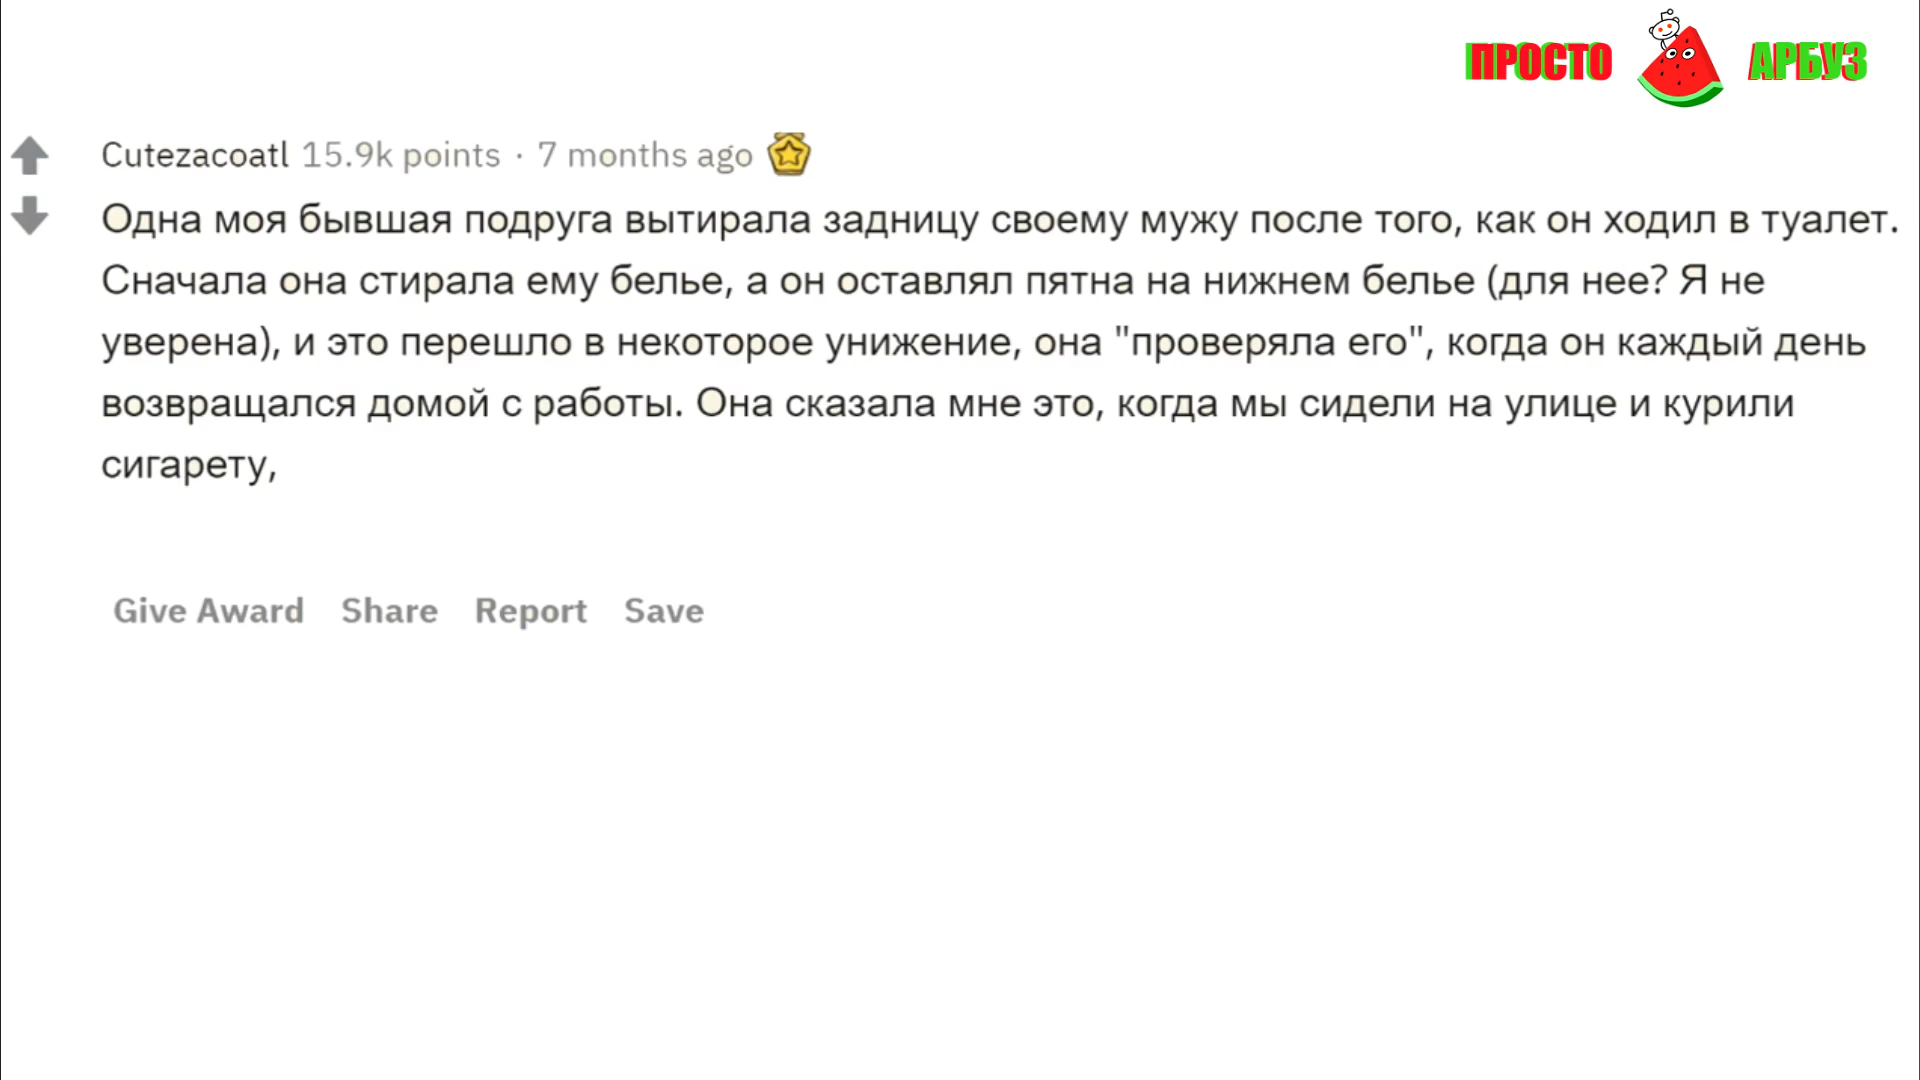 ПРОСТО АРБУЗ
Cutezacoatl 15.9k points · 7 months ago
Одна моя бывшая подруга вытирала задницу своему мужу после того, как он ходил в туалет.
Сначала она стирала ему белье, а он оставлял пятна на нижнем белье (для нее? Я не
уверена), и это перешло в некоторое унижение, она "проверяла его", когда он каждый день
возвращался домой с работы. Она сказала мне это, когда мы сидели на улице и курили
сигарету,
Give Award Share Report Save